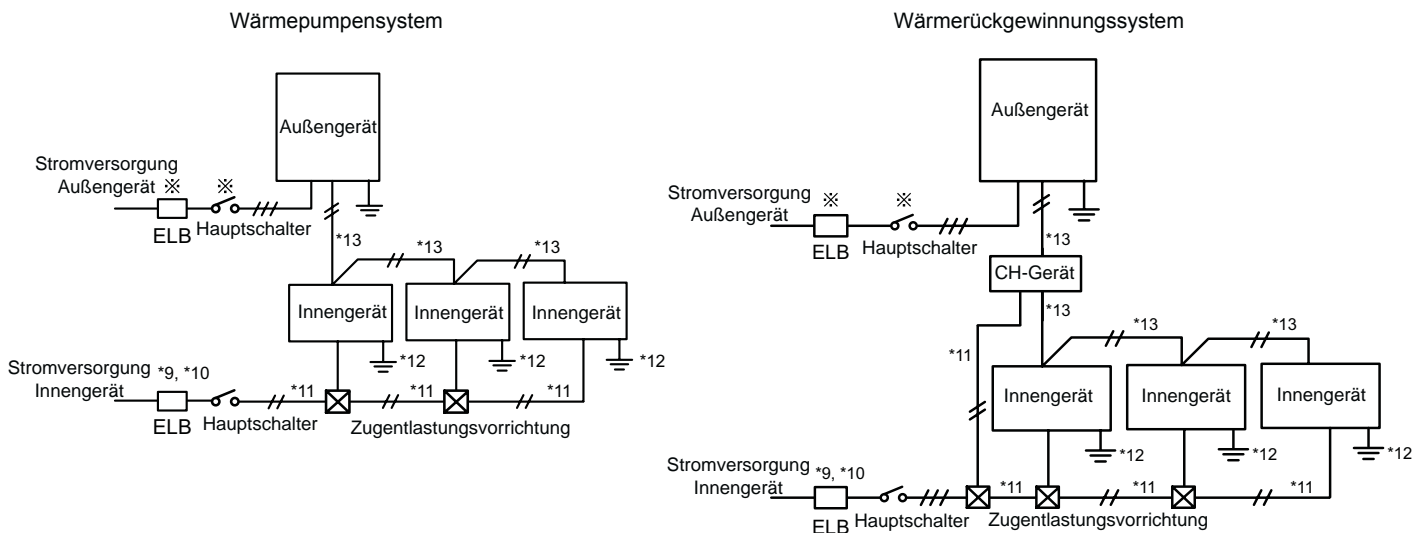 Wärmepumpensystem
Außengerät
Stromversorgung
Außengerät
※ ※
ELB
Hauptschalter
*13
*13
*13
Innengerät
Innengerät
Innengerät
*12
*12
*12
Stromversorgung
Innengerät
*9, *10
*11
*11
*11
ELB
Hauptschalter
Zugentlastungsvorrichtung
Wärmerückgewinnungssystem
Außengerät
Stromversorgung
Außengerät
※ ※
ELB
Hauptschalter
*13
CH-Gerät
*13
*13
*13
*11
Innengerät
Innengerät
Innengerät
*12
*12
*12
Stromversorgung
Innengerät
*9, *10
*11
*11
*11
ELB
Hauptschalter
Zugentlastungsvorrichtung